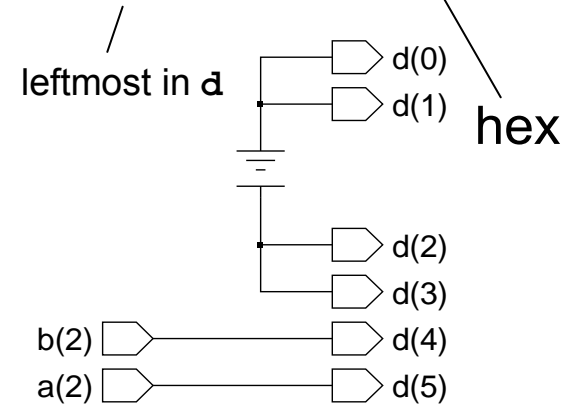 d(0)
leftmost in d
d(1)
hex
d(2)
d(3)
b(2) d(4)
a(2) d(5)